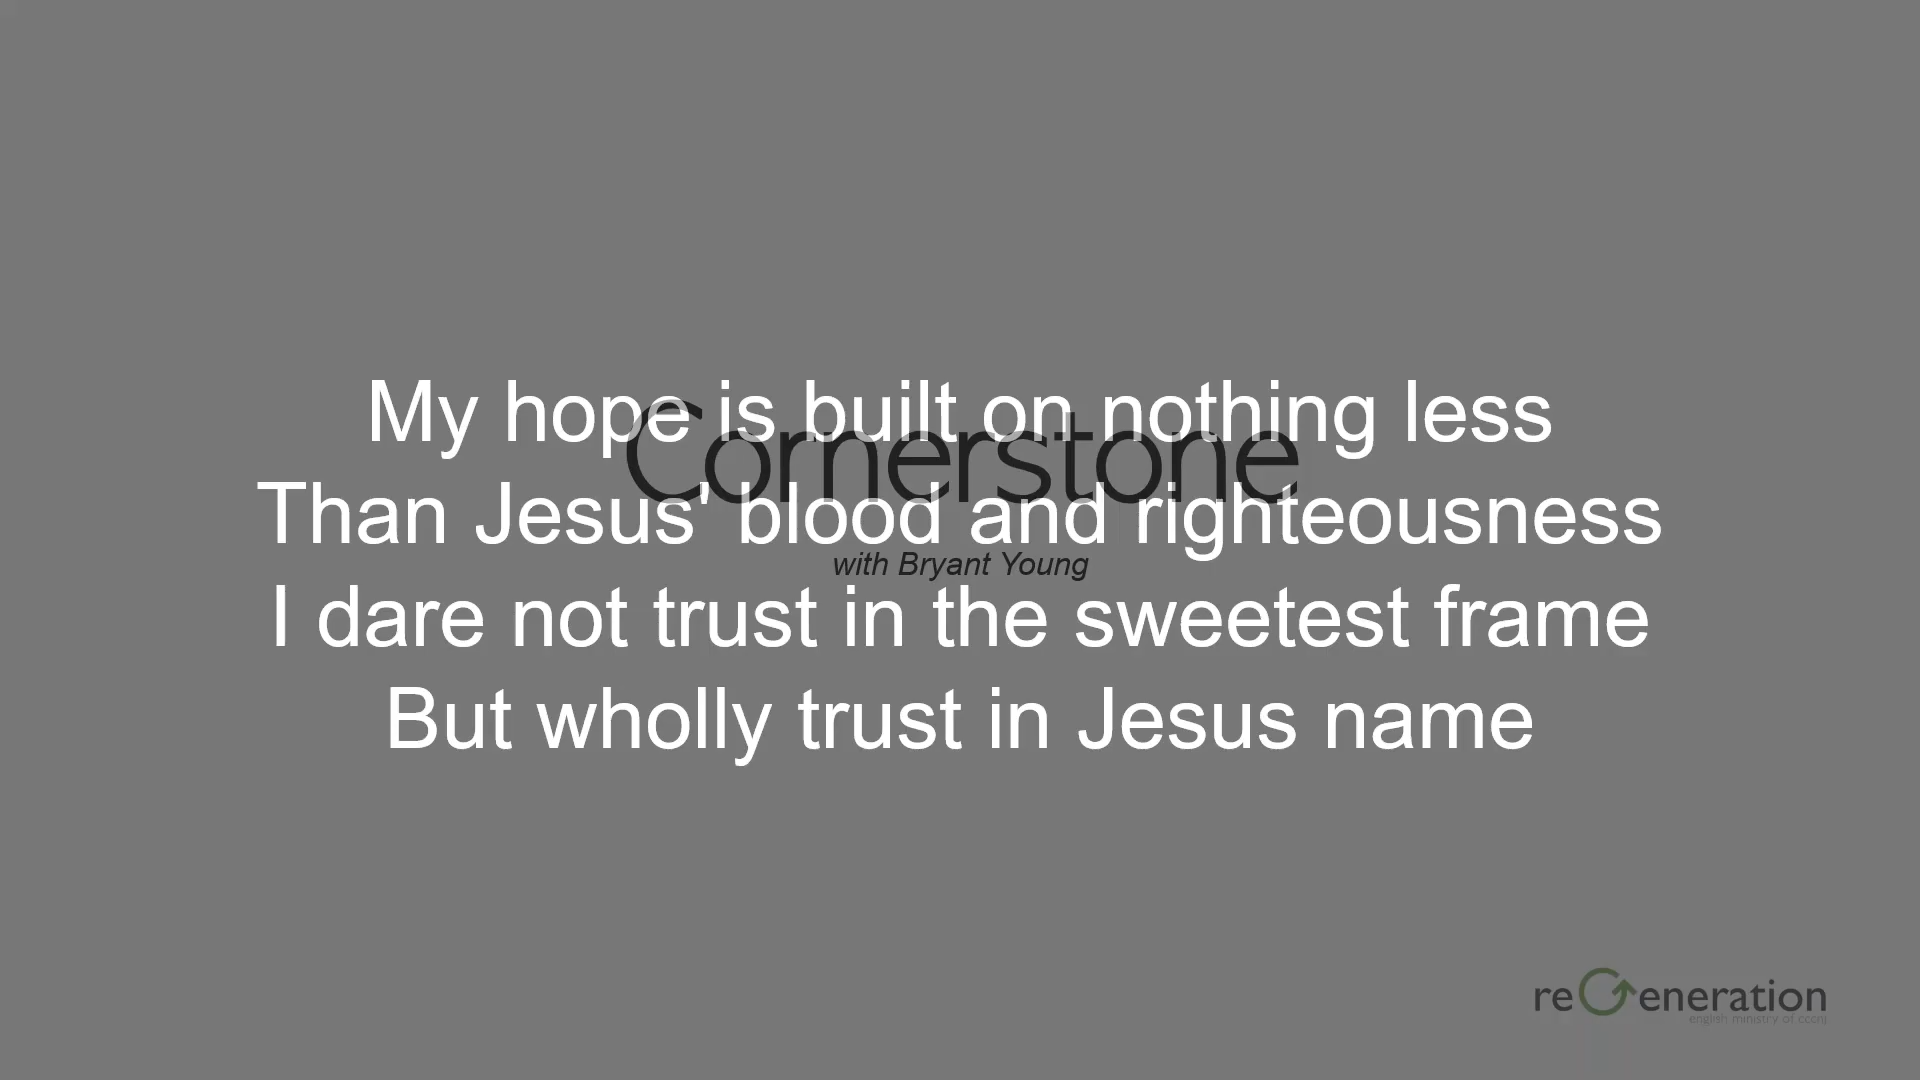 My hope is built on nothing less
Cornerstone
Than Jesus' blood and righteousness
with Bryant Young
I dare not trust in the sweetest frame
But wholly trust in Jesus name
reGeneration
english ministry of cccnj